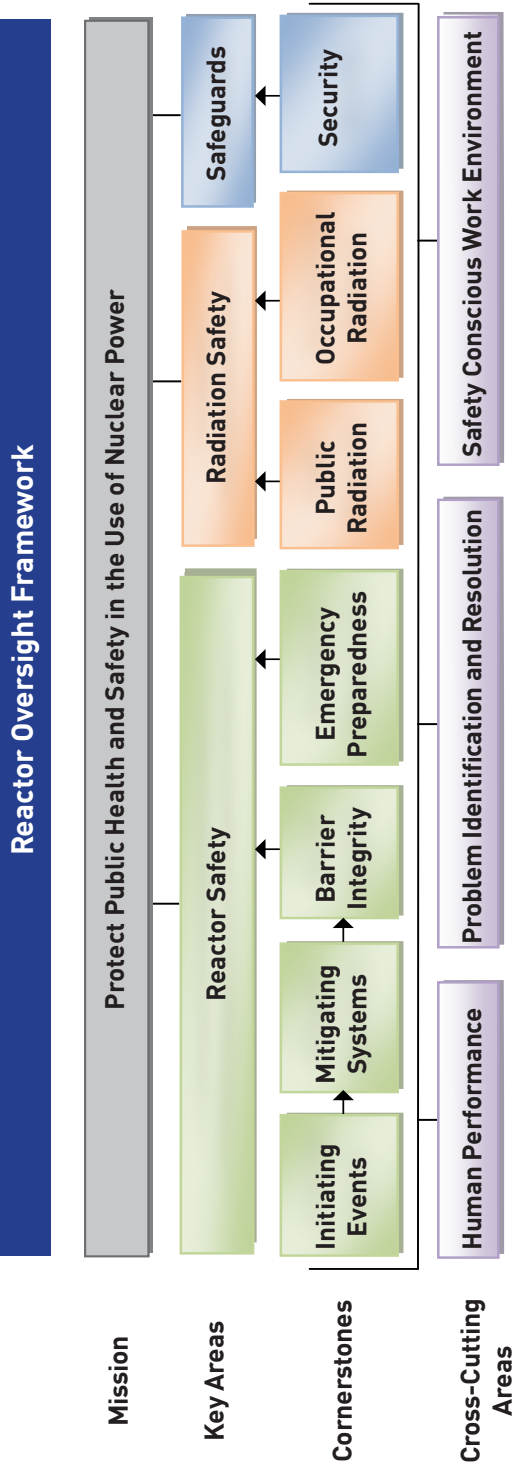 Reactor Oversight Framework
Mission
Protect Public Health and Safety in the Use of Nuclear Power
Key Areas
Reactor Safety
Radiation Safety
Safeguards
Cornerstones
Initiating
Events
Mitigating
Systems
Barrier
Integrity
Emergency
Preparedness
Public
Radiation
Occupational
Radiation
Security
Cross-Cutting
Areas
Human Performance
Problem Identification and Resolution
Safety Conscious Work Environment